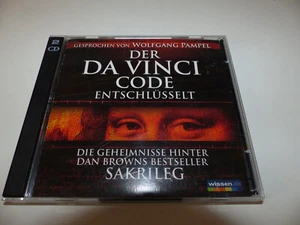 2
CD
GESPROCHEN VON WOLFGANG PAMPEL
DER
DA VINCI
CODE
ENTSCHLÜSSELT
DIE GEHEIMNISSE HINTER
DAN BROWNS BESTSELLER
SAKRILEG
wissen.de